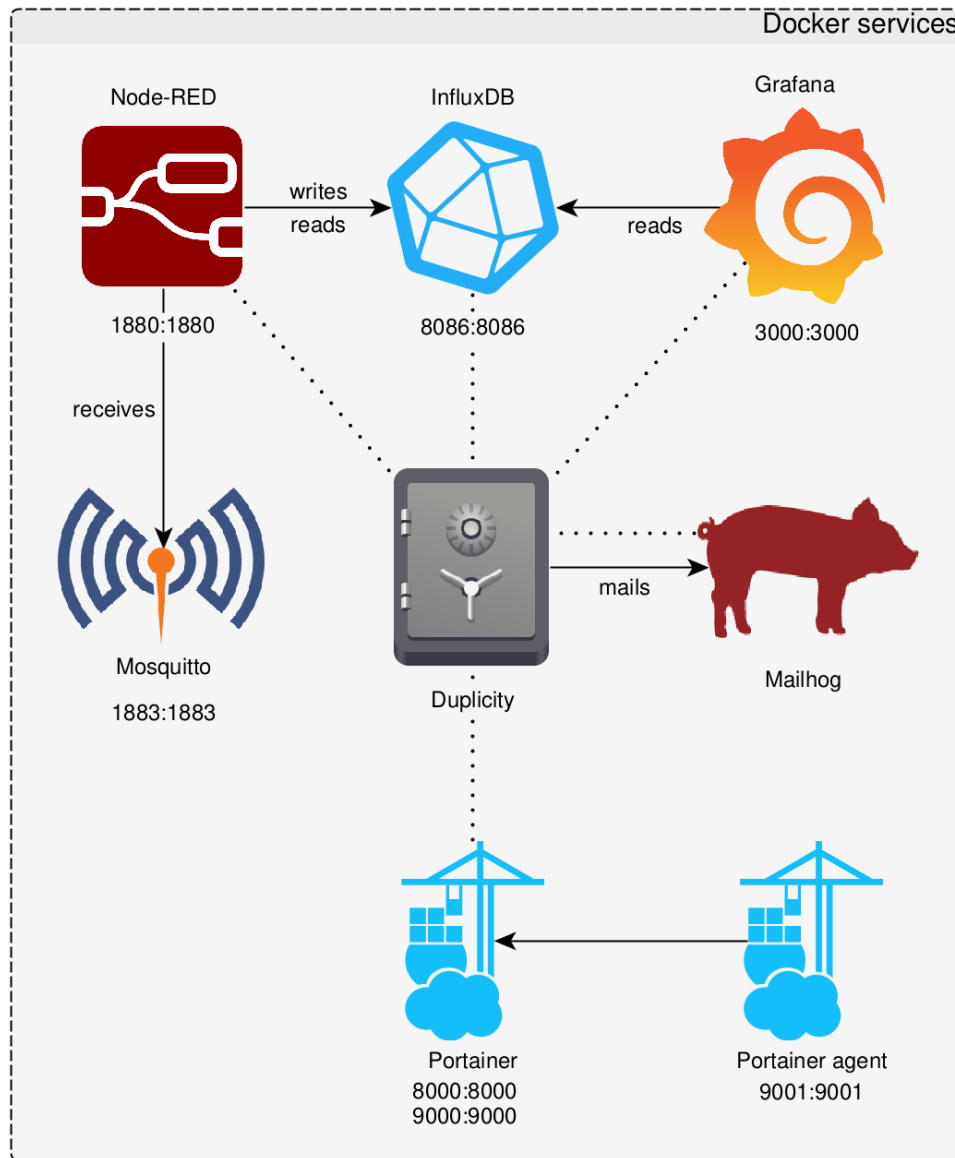 Docker services
Node-RED
InfluxDB
Grafana
writes
reads
reads
1880:1880
8086:8086
3000:3000
receives
mails
Mosquitto
1883:1883
Duplicity
Mailhog
Portainer
8000:8000
9000:9000
Portainer agent
9001:9001